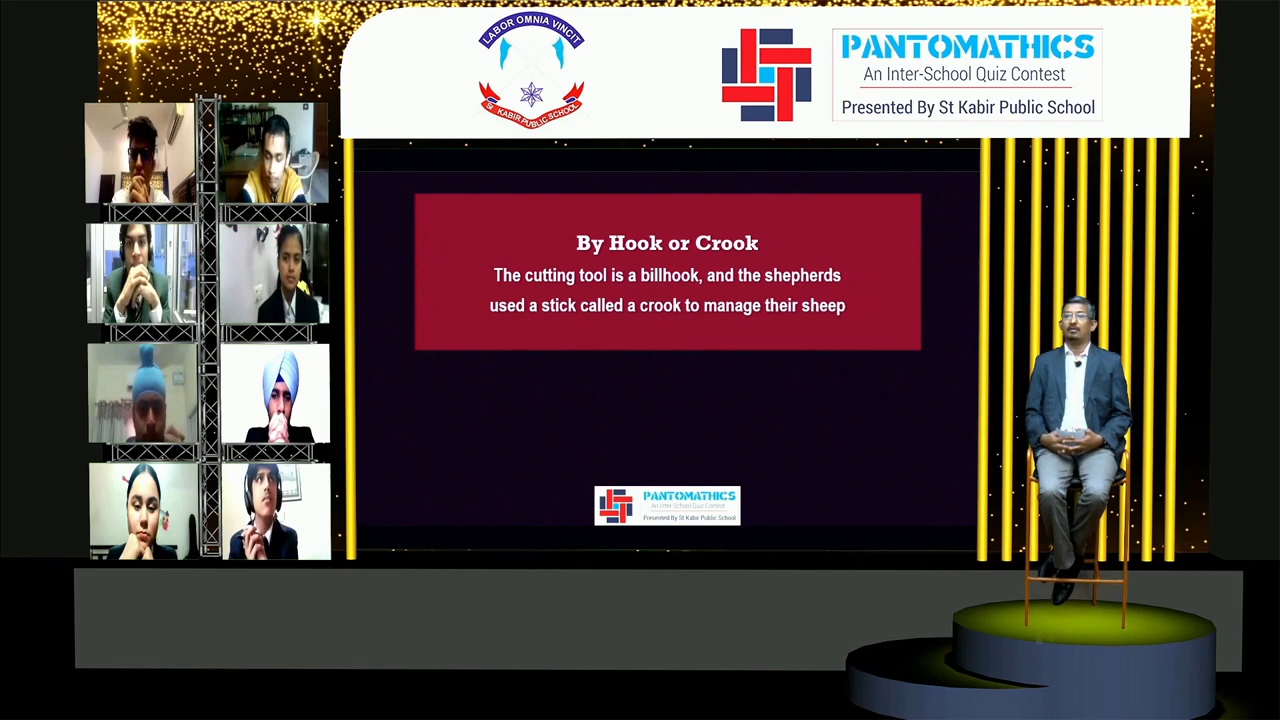 LABOR OMNIA VINCIT
ST KABIR PUBLIC SCHOOL
PANTOMATHICS
An Inter-School Quiz Contest
Presented By St Kabir Public School
By Hook or Crook
The cutting tool is a billhook, and the shepherds
used a stick called a crook to manage their sheep
PANTOMATHICS
An Inter School Quiz Contest
Presented By St Kabir Public School